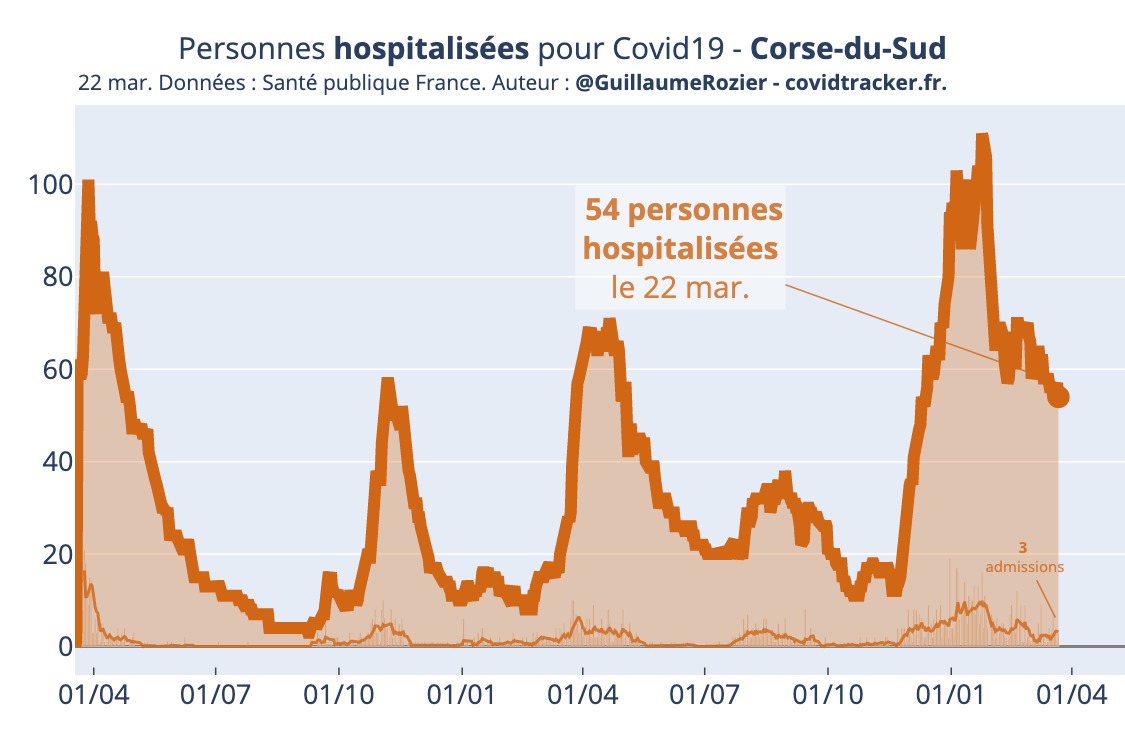 Personnes hospitalisées pour Covid19 - Corse-du-Sud
22 mar. Données : Santé publique France. Auteur : @GuillaumeRozier - covidtracker.fr.
100
80
60
40
20
0
54 personnes
hospitalisées
le 22 mar.
3
admissions
01/04 01/07 01/10 01/01 01/04 01/07 01/10 01/01 01/04